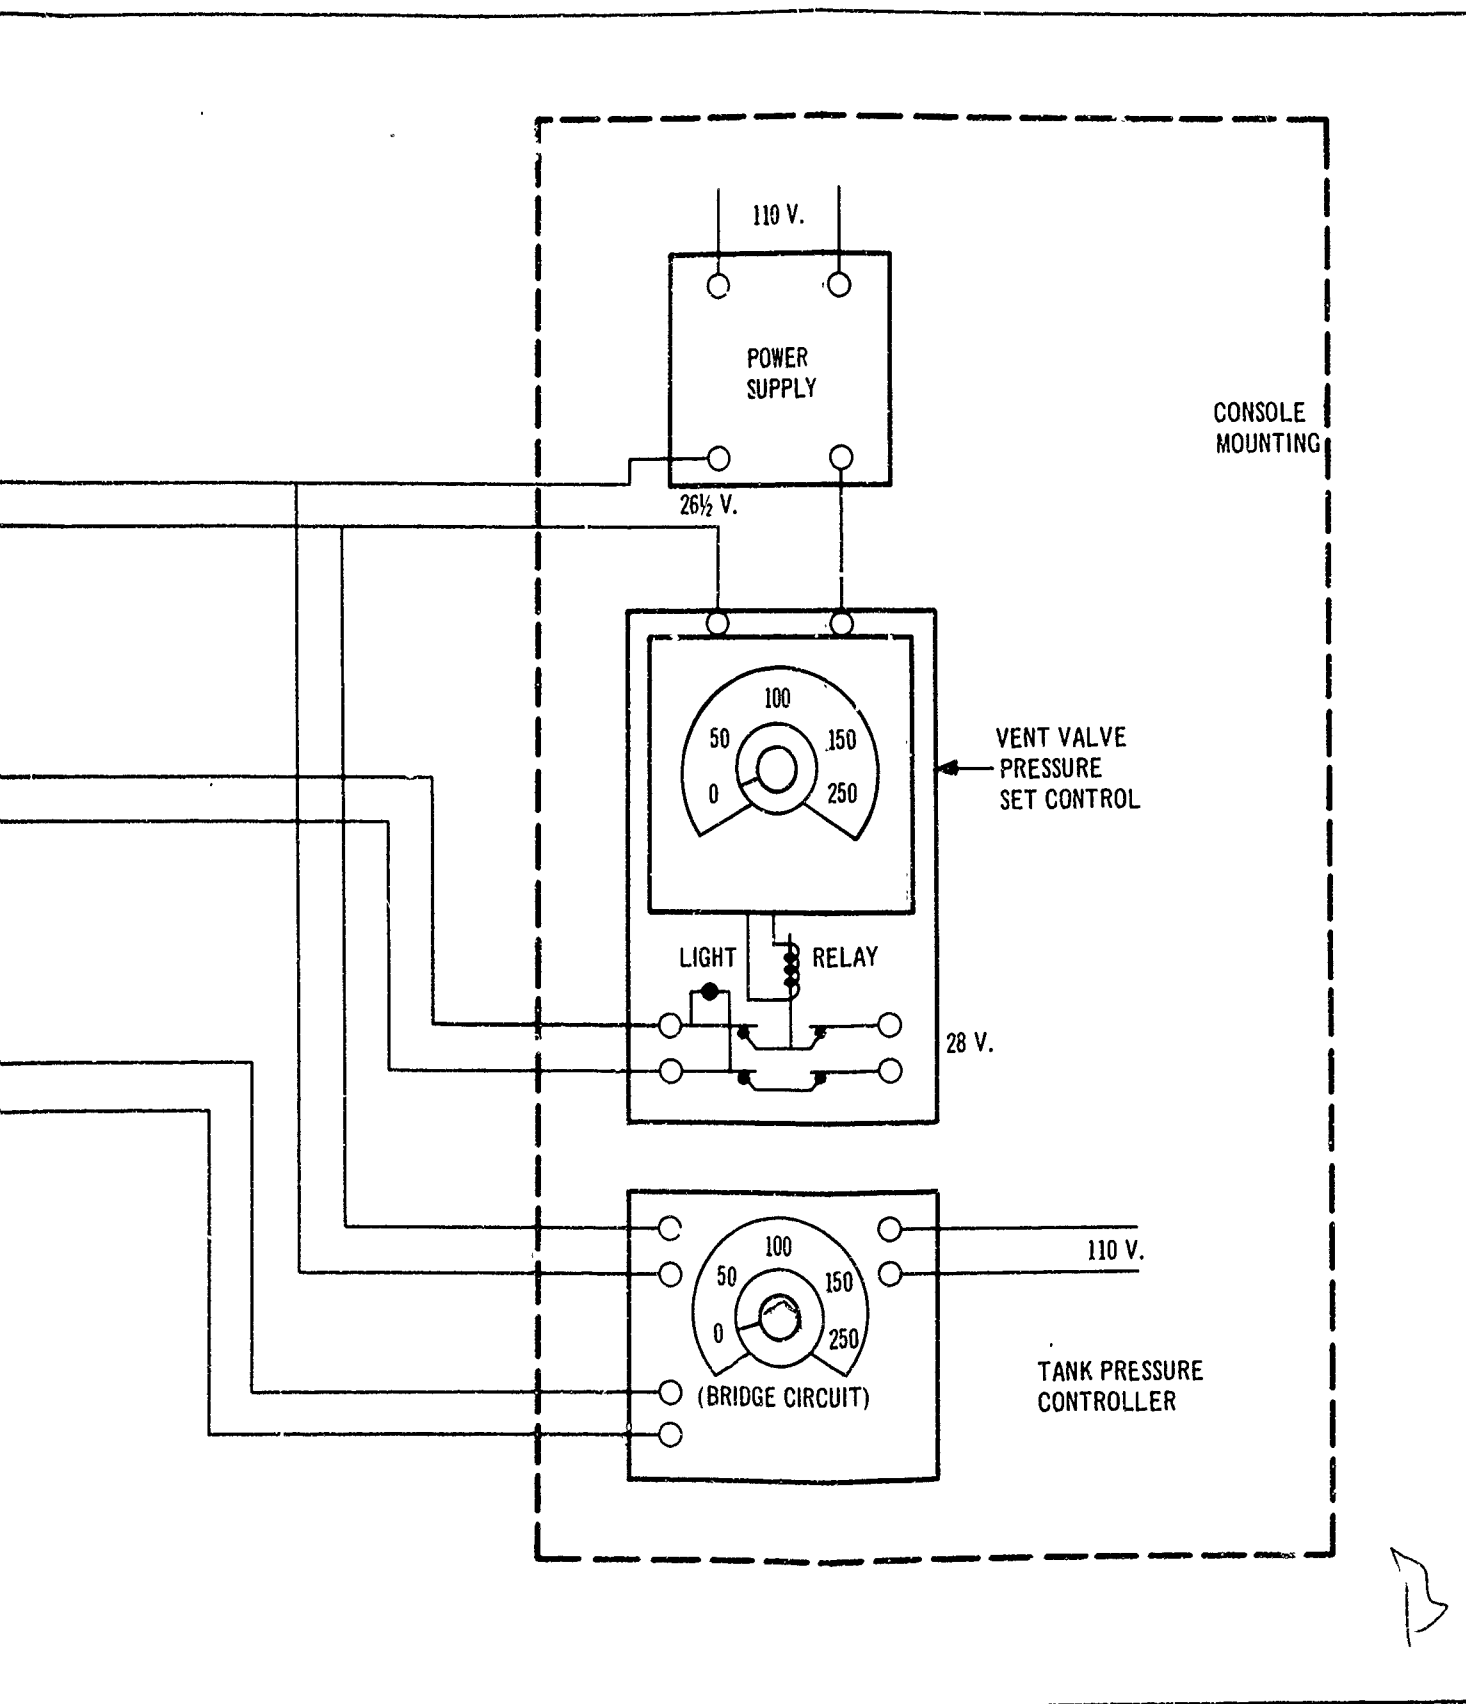 110 V.
POWER
SUPPLY
CONSOLE
MOUNTING
26½ V.
100
50
150
0
250
VENT VALVE
PRESSURE
SET CONTROL
LIGHT
RELAY
28 V.
100
50
150
0
250
110 V.
(BRIDGE CIRCUIT)
TANK PRESSURE
CONTROLLER